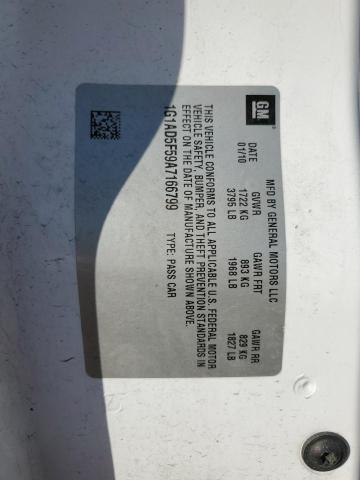 GM
MFD BY GENERAL MOTORS LLC
DATE GVWR GAWR FRT GAWR RR
01/10 1722 KG 893 KG 829 KG
3795 LB 1968 LB 1827 LB
THIS VEHICLE CONFORMS TO ALL APPLICABLE U.S. FEDERAL MOTOR
VEHICLE SAFETY, BUMPER, AND THEFT PREVENTION STANDARDS IN
EFFECT ON THE DATE OF MANUFACTURE SHOWN ABOVE.
1G1AD5F59A7166799 TYPE: PASS CAR